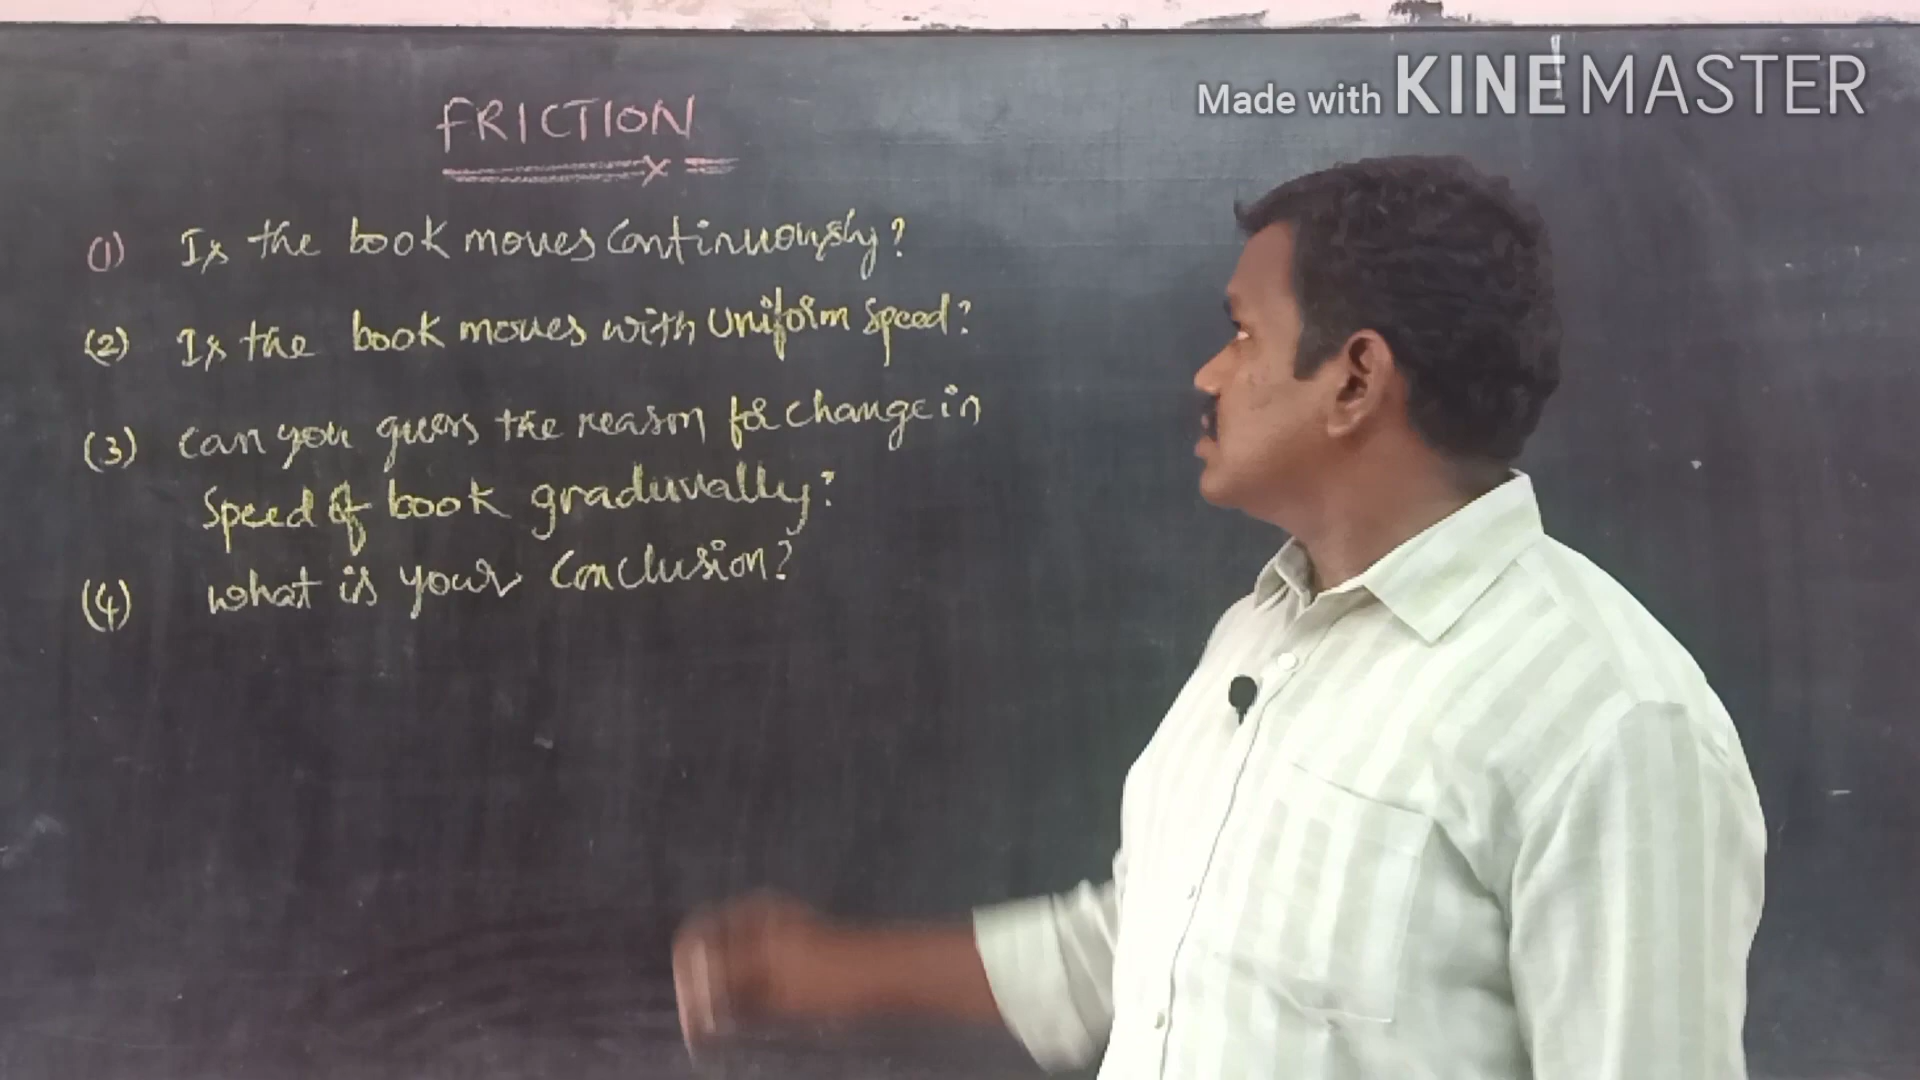 Made with KINEMASTER
FRICTION
(1) Is the book moves continuously?
(2) Is the book moves with uniform speed?
(3) can you guess the reason for change in
speed of book graduvally?
(4) what is your conclusion?